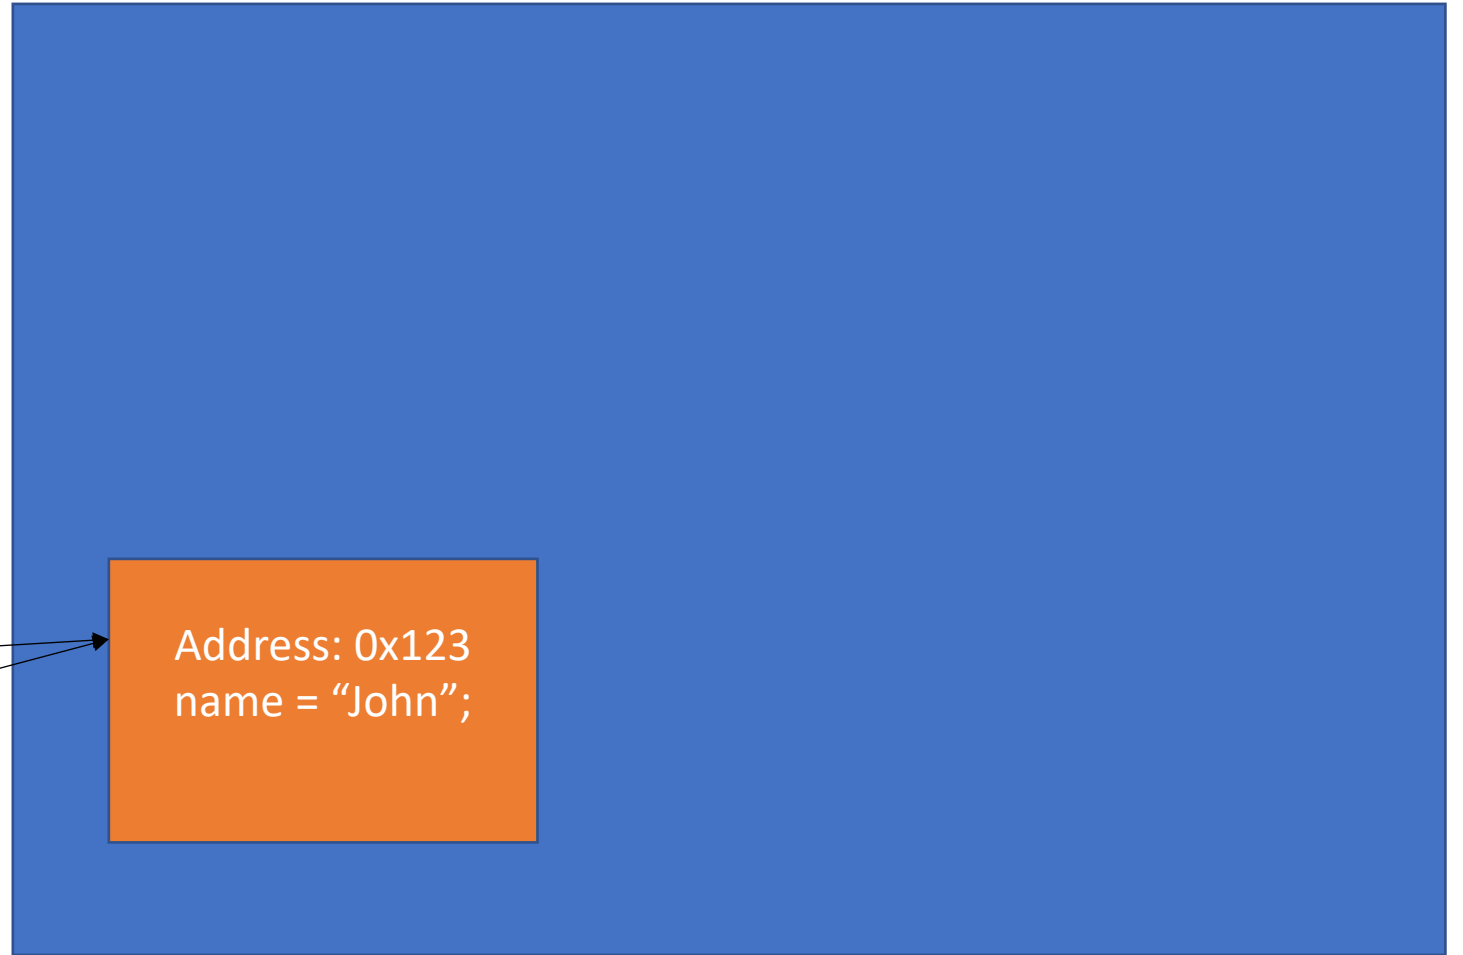 Address: 0x123
name = “John”;